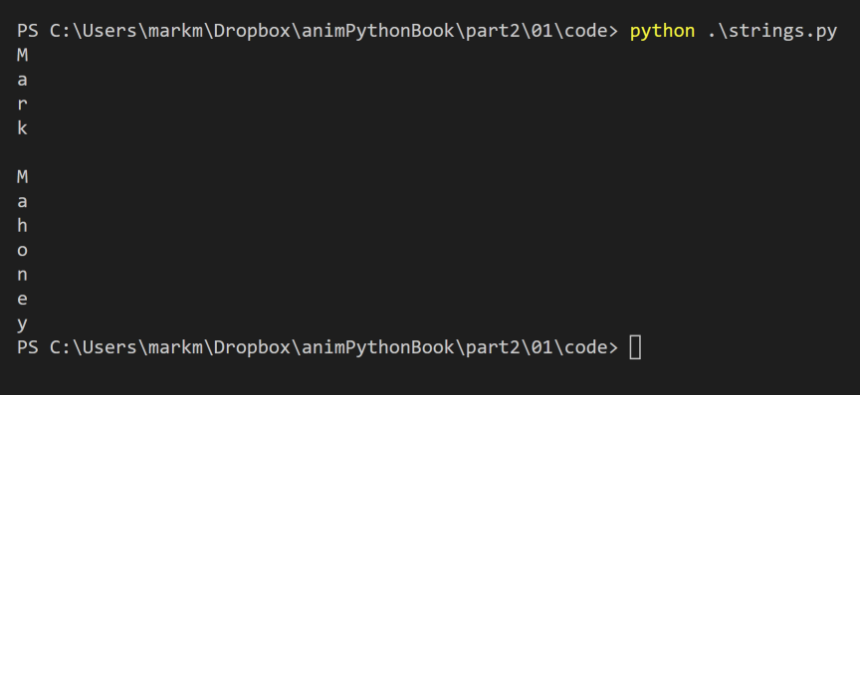 PS C:\Users\markm\Dropbox\animPythonBook\part2\01\code> python .\strings.py
M
a
r
k

M
a
h
o
n
e
y
PS C:\Users\markm\Dropbox\animPythonBook\part2\01\code>